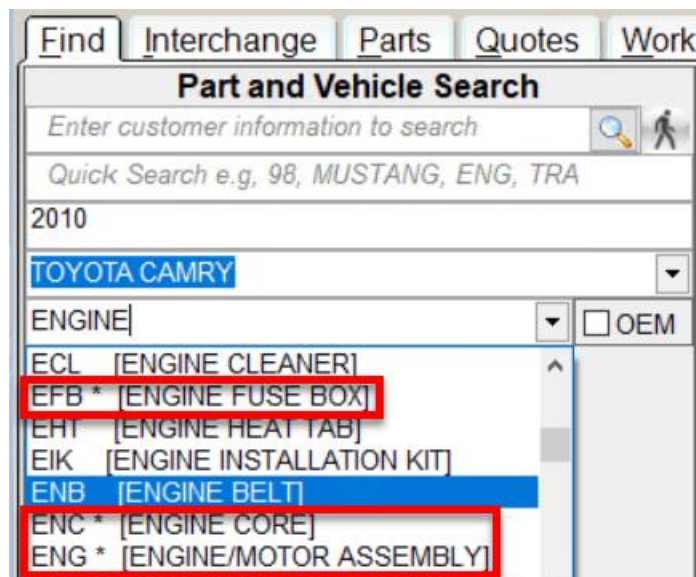 Find Interchange Parts Quotes Work
Part and Vehicle Search
Enter customer information to search
Quick Search e.g, 98, MUSTANG, ENG, TRA
2010
TOYOTA CAMRY
ENGINE OEM
ECL [ENGINE CLEANER]
EFB * [ENGINE FUSE BOX]
EHT [ENGINE HEAT TAB]
EIK [ENGINE INSTALLATION KIT]
ENB [ENGINE BELT]
ENC * [ENGINE CORE]
ENG * [ENGINE/MOTOR ASSEMBLY]